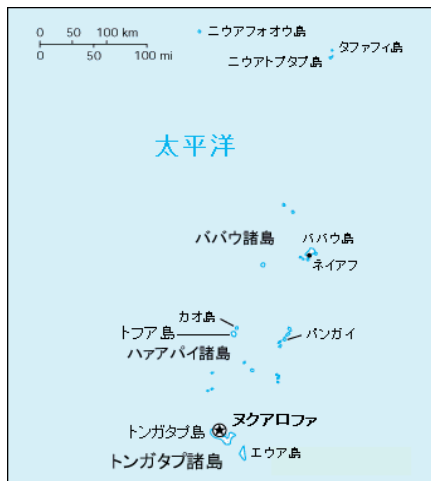 ニウアフォオウ島
0 50 100 km
0 50 100 mi
タファフィ島
ニウアトプタプ島
太平洋
ババウ諸島
ババウ島
ネイアフ
カオ島
トフア島
パンガイ
ハァアパイ諸島
ヌクアロファ
トンガタプ島
エウア島
トンガタプ諸島